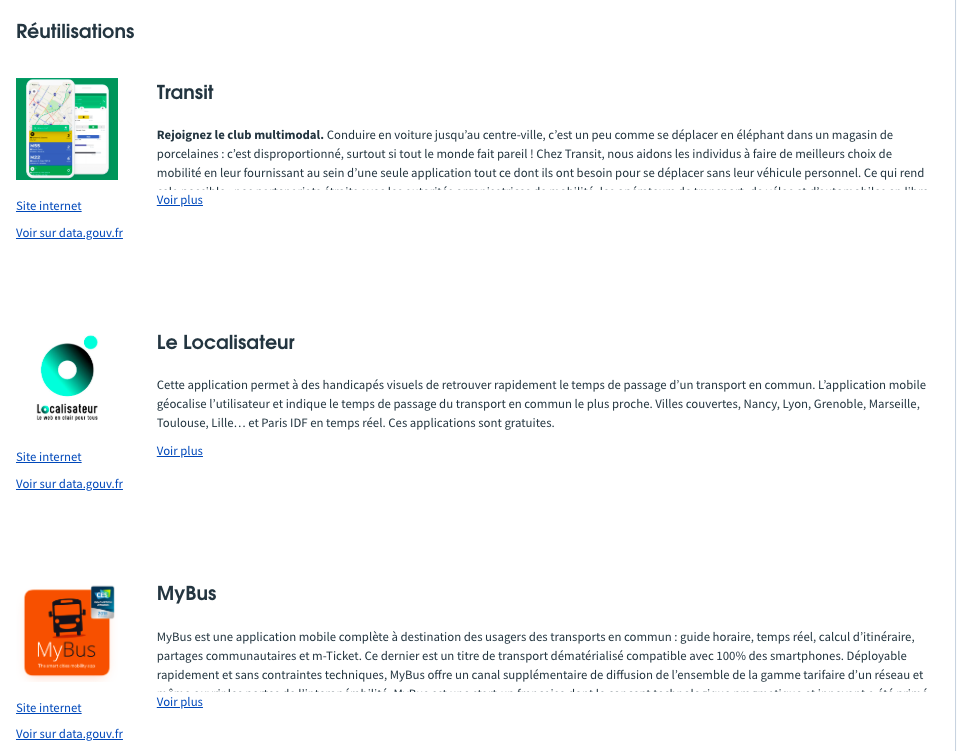 Réutilisations
Transit
Rejoignez le club multimodal. Conduire en voiture jusqu’au centre-ville, c’est un peu comme se déplacer en éléphant dans un magasin de
porcelaines : c’est disproportionné, surtout si tout le monde fait pareil ! Chez Transit, nous aidons les individus à faire de meilleurs choix de
mobilité en leur fournissant au sein d’une seule application tout ce dont ils ont besoin pour se déplacer sans leur véhicule personnel. Ce qui rend
Voir plus
Site internet
Voir sur data.gouv.fr
Le Localisateur
Cette application permet à des handicapés visuels de retrouver rapidement le temps de passage d’un transport en commun. L’application mobile
géocalise l’utilisateur et indique le temps de passage du transport en commun le plus proche. Villes couvertes, Nancy, Lyon, Grenoble, Marseille,
Toulouse, Lille… et Paris IDF en temps réel. Ces applications sont gratuites.
Localisateur
Le web en clair pour tous
Voir plus
Site internet
Voir sur data.gouv.fr
MyBus
MyBus est une application mobile complète à destination des usagers des transports en commun : guide horaire, temps réel, calcul d’itinéraire,
partages communautaires et m-Ticket. Ce dernier est un titre de transport dématérialisé compatible avec 100% des smartphones. Déployable
rapidement et sans contraintes techniques, MyBus offre un canal supplémentaire de diffusion de l’ensemble de la gamme tarifaire d’un réseau et
MyBus
Voir plus
Site internet
Voir sur data.gouv.fr